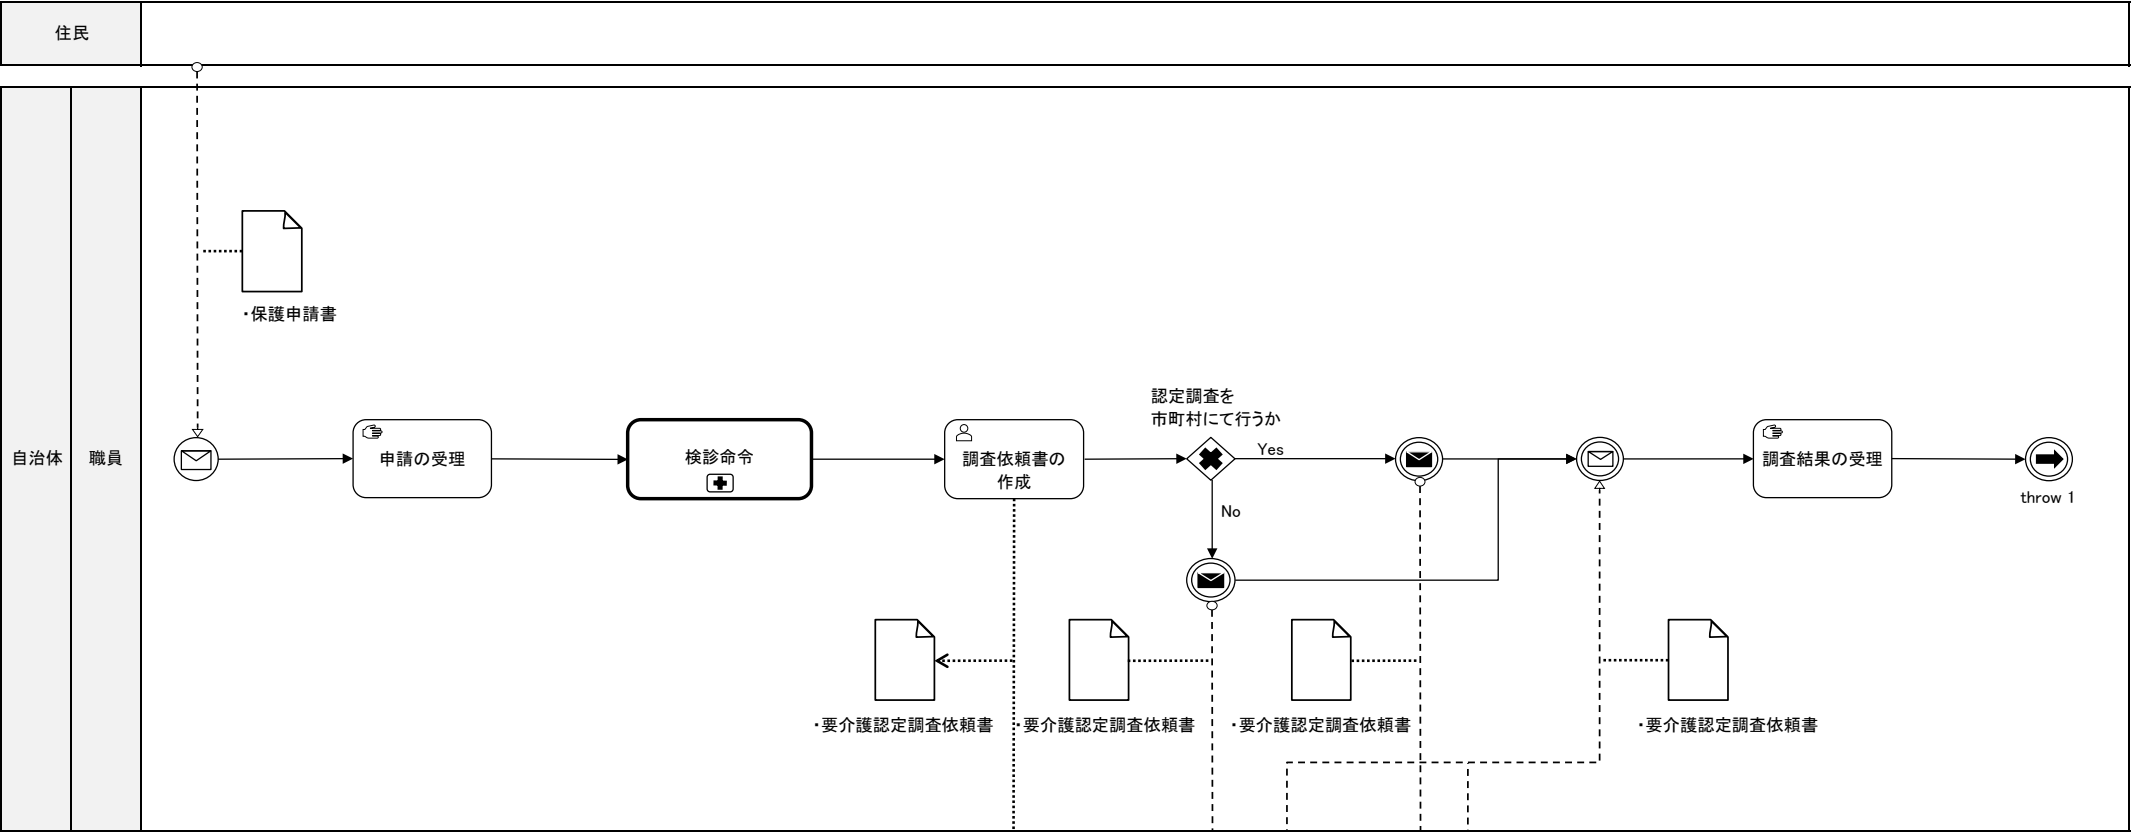 住民
自治体
職員
・保護申請書
申請の受理
検診命令
調査依頼書の
作成
認定調査を
市町村にて行うか
Yes
No
調査結果の受理
throw 1
・要介護認定調査依頼書
・要介護認定調査依頼書
・要介護認定調査依頼書
・要介護認定調査依頼書